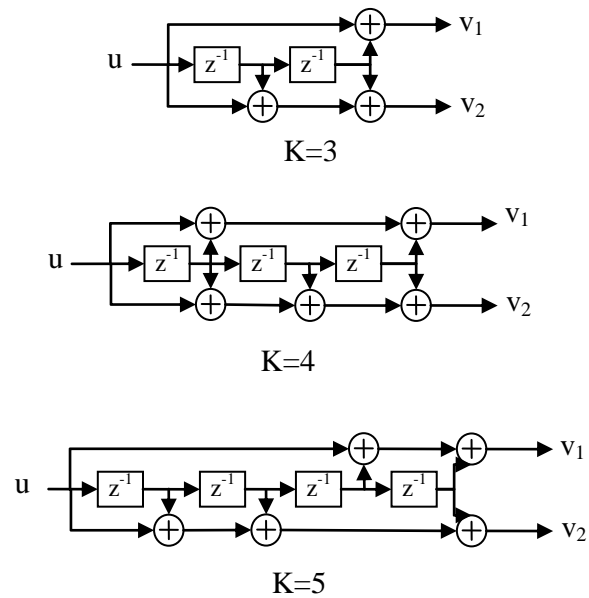 v₁
u z⁻¹ z⁻¹
v₂
K=3
v₁
u z⁻¹ z⁻¹ z⁻¹
v₂
K=4
v₁
u z⁻¹ z⁻¹ z⁻¹ z⁻¹
v₂
K=5